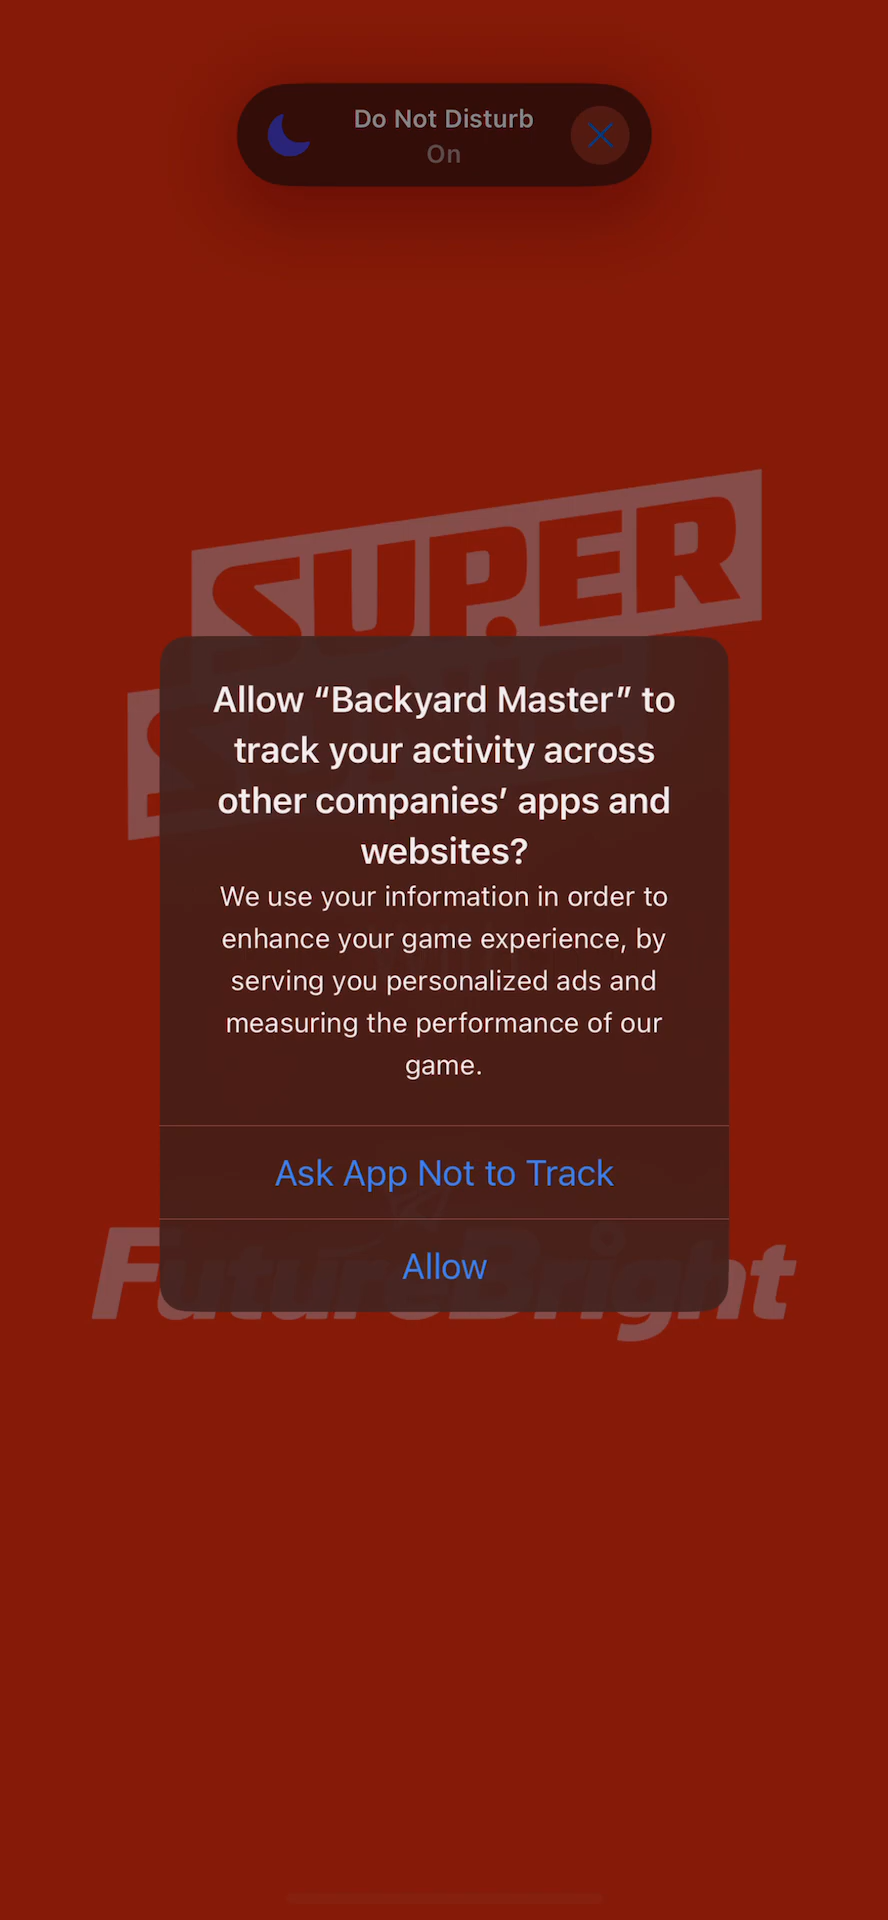 Do Not Disturb
On
SUPER
Allow “Backyard Master” to
track your activity across
other companies’ apps and
websites?
We use your information in order to
enhance your game experience, by
serving you personalized ads and
measuring the performance of our
game.
Ask App Not to Track
Allow
FutureBright